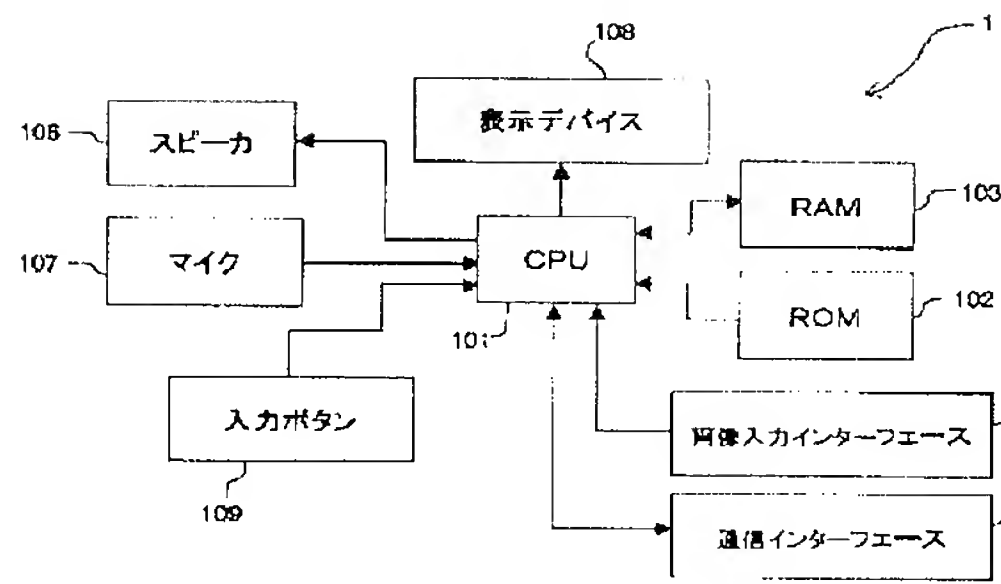 1
108
表示デバイス
106
スピーカ
RAM
103
CPU
107
マイク
ROM
102
101
入力ボタン
画像入力インターフェース
109
通信インターフェース